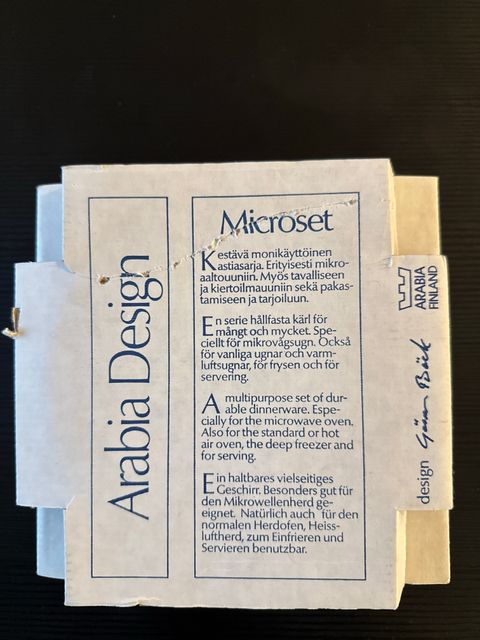 Arabia Design
Microset
Kestävä monikäyttöinen
astiasarja. Erityisesti mikro-
aaltouuniin. Myös tavalliseen
ja kiertoilmauuniin sekä pakas-
tamiseen ja tarjoiluun.
En serie hållfasta kärl för
mångt och mycket. Spe-
ciellt för mikrovågsugn. Också
för vanliga ugnar och varm-
luftsugnar, för frysen och för
servering.
A multipurpose set of dur-
able dinnerware. Espe-
cially for the microwave oven.
Also for the standard or hot
air oven, the deep freezer and
for serving.
Ein haltbares vielseitiges
Geschirr. Besonders gut für
den Mikrowellenherd ge-
eignet. Natürlich auch für den
normalen Herdofen, Heiss-
luftherd, zum Einfrieren und
Servieren benutzbar.
ARABIA
FINLAND
design Göran Bäck